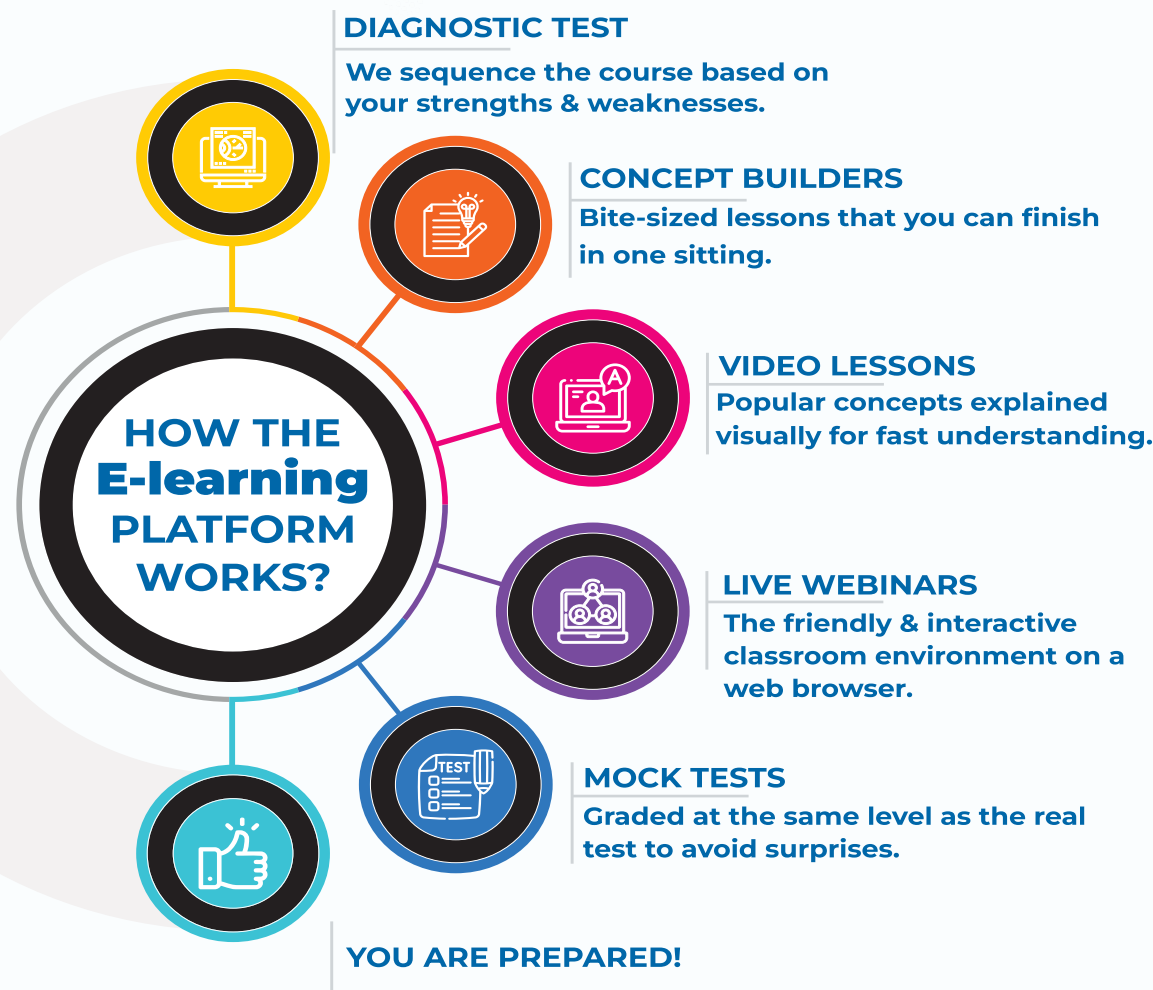 DIAGNOSTIC TEST
We sequence the course based on
your strengths & weaknesses.
CONCEPT BUILDERS
Bite-sized lessons that you can finish
in one sitting.
VIDEO LESSONS
Popular concepts explained
visually for fast understanding.
A
HOW THE
E-learning
PLATFORM
WORKS?
LIVE WEBINARS
The friendly & interactive
classroom environment on a
web browser.
MOCK TESTS
Graded at the same level as the real
test to avoid surprises.
TEST
YOU ARE PREPARED!